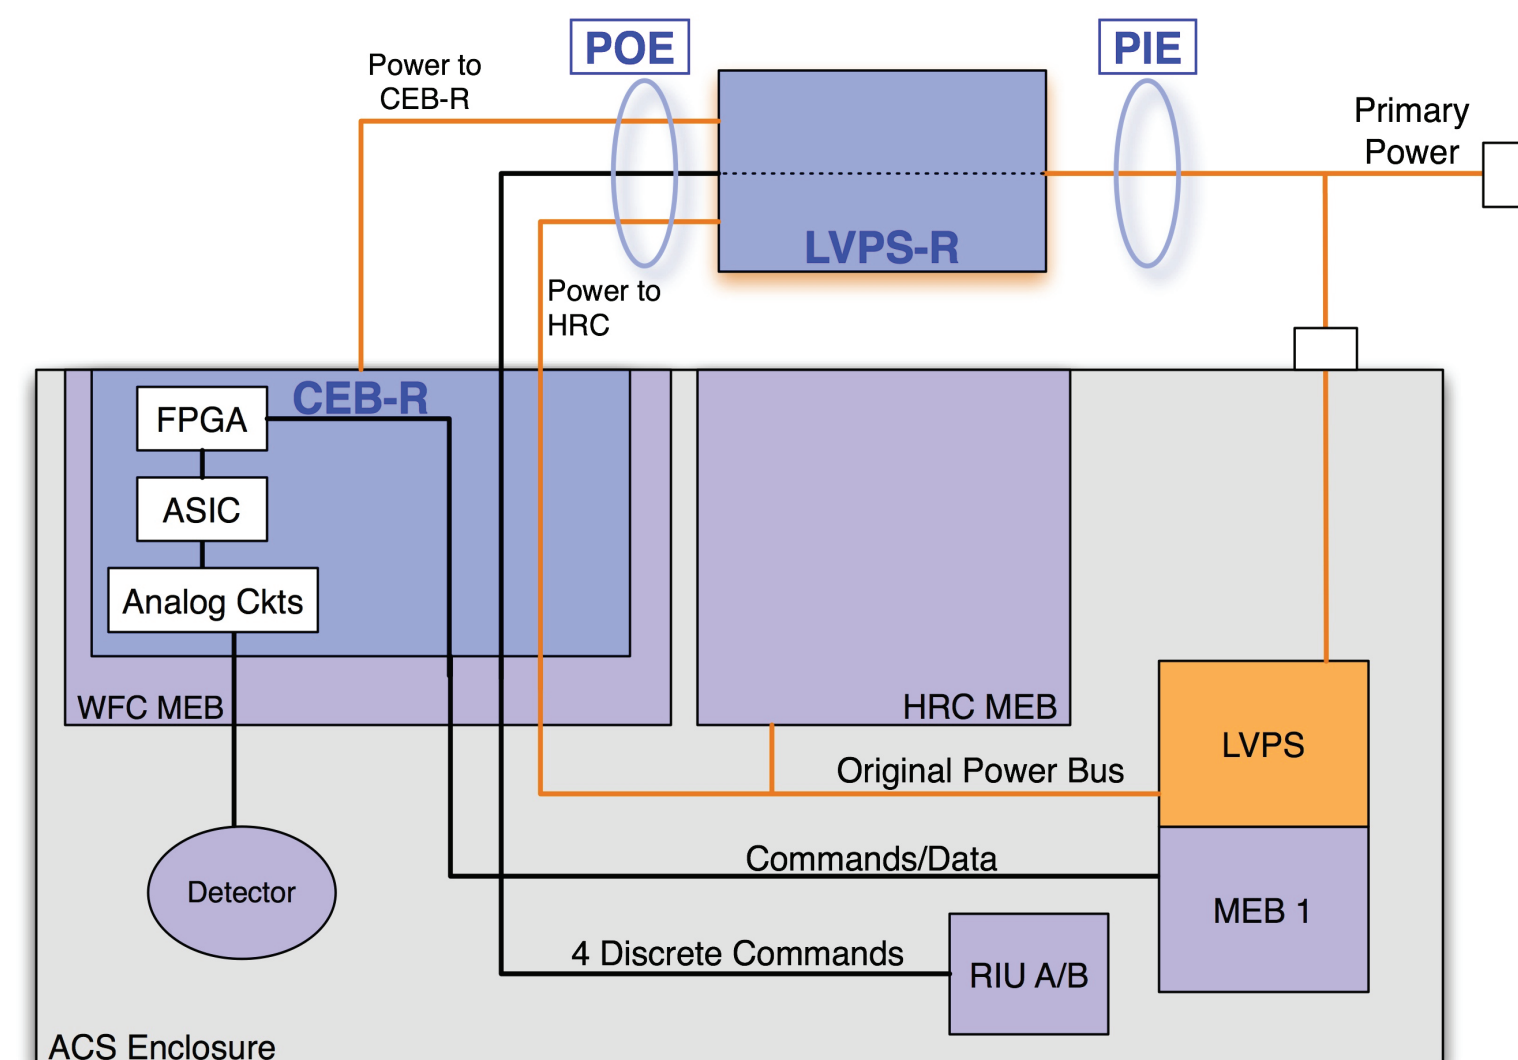 POE
PIE
Power to
CEB-R
Primary
Power
LVPS-R
Power to
HRC
CEB-R
FPGA
ASIC
Analog Ckts
WFC MEB
HRC MEB
LVPS
Original Power Bus
Commands/Data
Detector
MEB 1
4 Discrete Commands
RIU A/B
ACS Enclosure